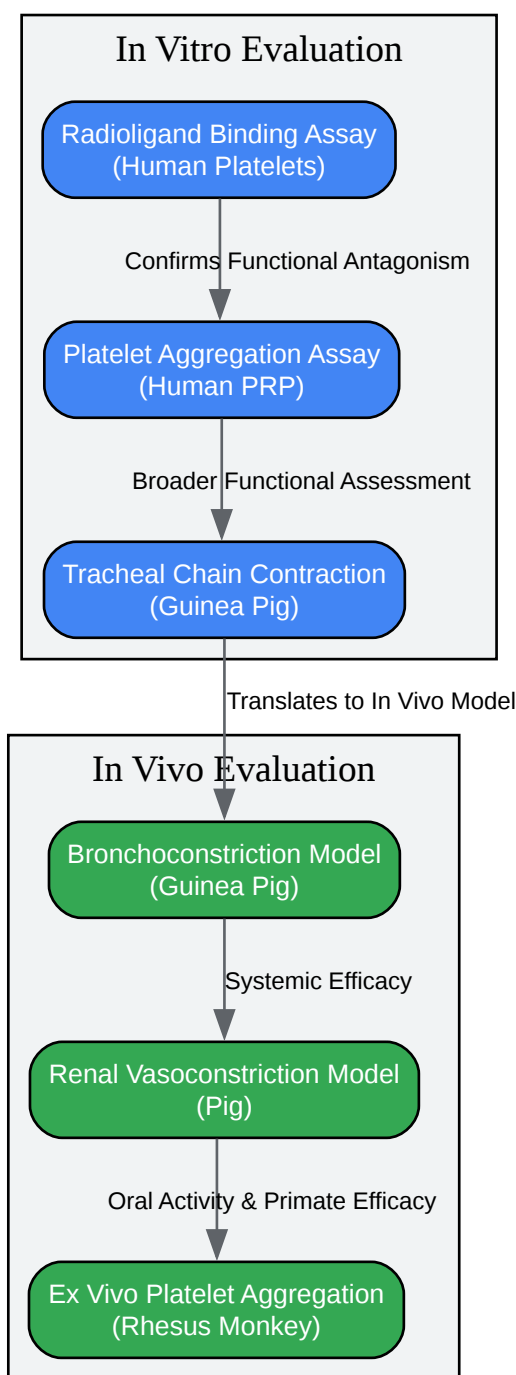 In Vitro Evaluation
Radioligand Binding Assay
(Human Platelets)
Confirms Functional Antagonism
Platelet Aggregation Assay
(Human PRP)
Broader Functional Assessment
Tracheal Chain Contraction
(Guinea Pig)
Translates to In Vivo Model
In Vivo Evaluation
Bronchoconstriction Model
(Guinea Pig)
Systemic Efficacy
Renal Vasoconstriction Model
(Pig)
Oral Activity & Primate Efficacy
Ex Vivo Platelet Aggregation
(Rhesus Monkey)